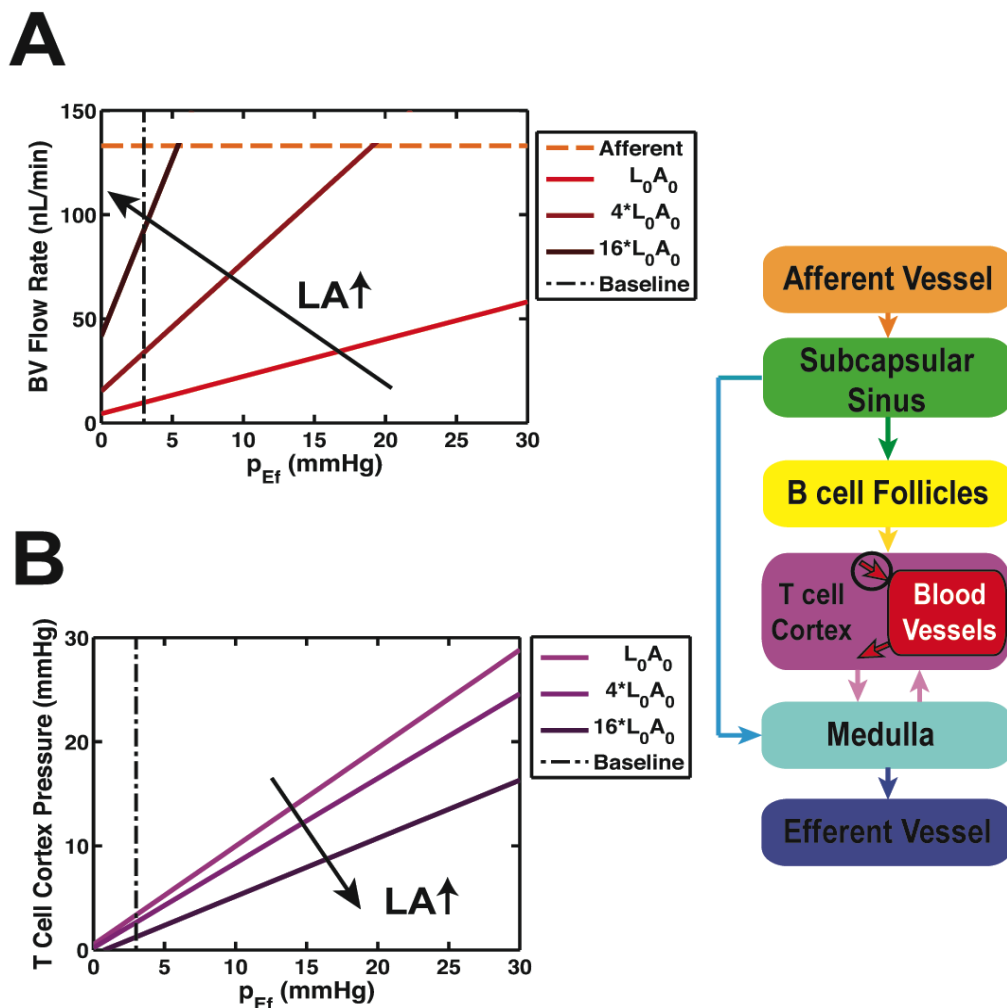 A
BV Flow Rate (nL/min)
150
100
50
0
0 5 10 15 20 25 30
p_Ef (mmHg)
LA↑
Afferent
L₀A₀
4*L₀A₀
16*L₀A₀
Baseline
B
T Cell Cortex Pressure (mmHg)
30
20
10
0
0 5 10 15 20 25 30
p_Ef (mmHg)
LA↑
L₀A₀
4*L₀A₀
16*L₀A₀
Baseline
Afferent Vessel
Subcapsular
Sinus
B cell Follicles
T cell
Cortex
Blood
Vessels
Medulla
Efferent Vessel